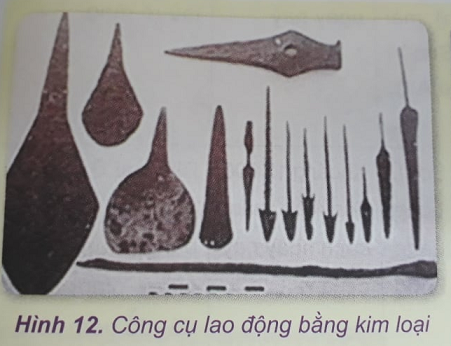 Hình 12. Công cụ lao động bằng kim loại